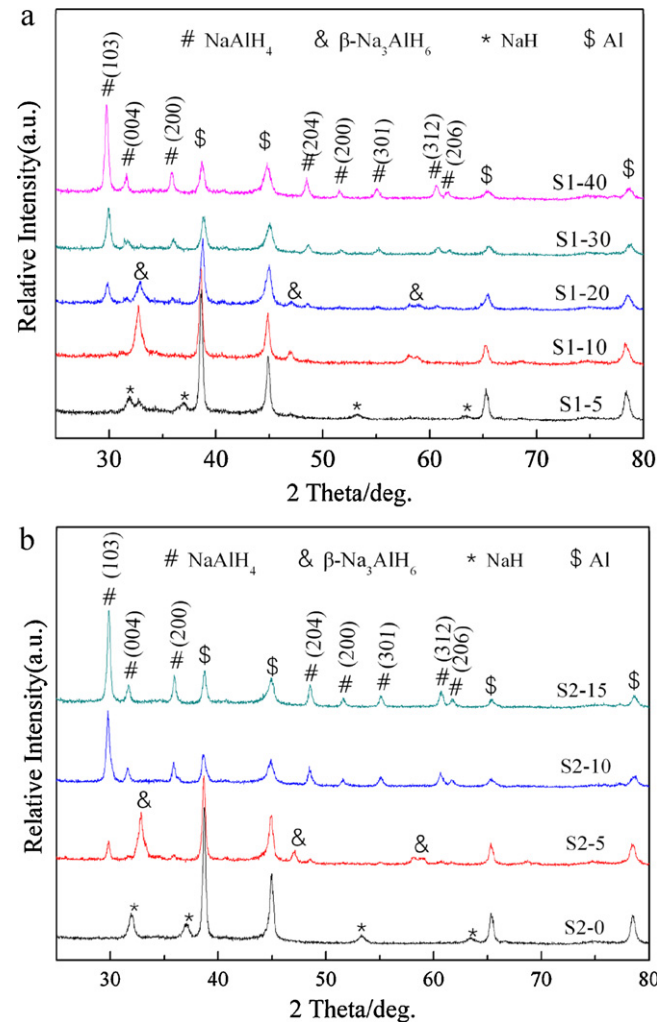 a
# NaAlH₄ & β-Na₃AlH₆ * NaH $ Al
#(103)
#(004)
#(200)
$
$
#(204)
#(200)
#(301)
#(312)
#(206)
$
$
S1-40
S1-30
&
&
&
S1-20
S1-10
*
*
*
*
S1-5
Relative Intensity(a.u.)
30 40 50 60 70 80
2 Theta/deg.
b
# NaAlH₄ & β-Na₃AlH₆ * NaH $ Al
#(103)
#(004)
#(200)
$
$
#(204)
#(200)
#(301)
#(312)
#(206)
$
$
S2-15
S2-10
&
&
&
S2-5
*
*
*
*
S2-0
Relative Intensity(a.u.)
30 40 50 60 70 80
2 Theta/deg.